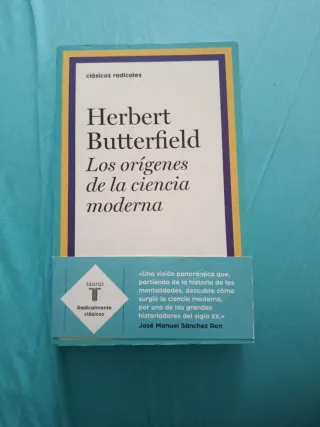 clásicos radicales
Herbert
Butterfield
Los orígenes
de la ciencia
moderna
taurus
T
Radicalmente
clásicos
«Una visión panorámica que,
partiendo de la historia de las
mentalidades, descubre cómo
surgió la ciencia moderna,
por uno de los grandes
historiadores del siglo XX.»
José Manuel Sánchez Ron